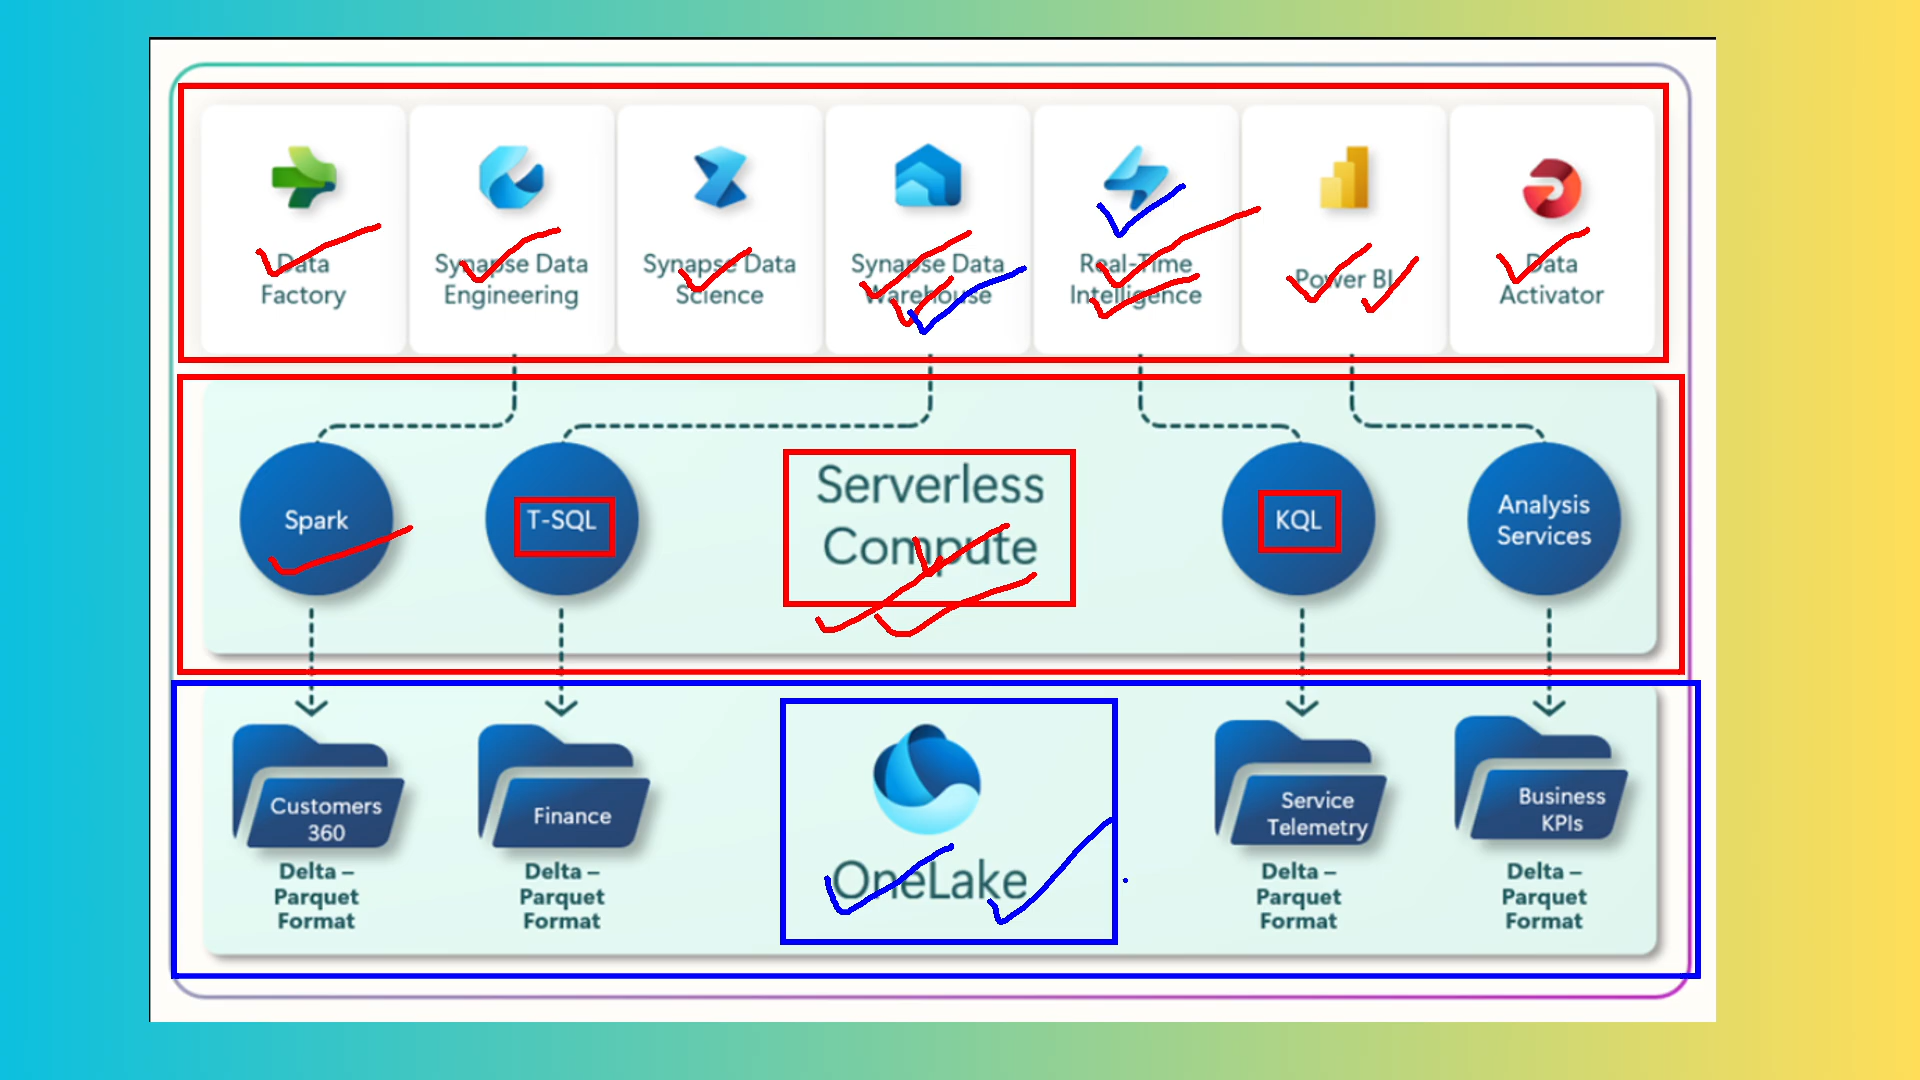 Data
Factory
Synapse Data
Engineering
Synapse Data
Science
Synapse Data
Warehouse
Real-Time
Intelligence
Power BI
Data
Activator
Spark
T-SQL
Serverless
Compute
KQL
Analysis
Services
Customers
360
Delta –
Parquet
Format
Finance
Delta –
Parquet
Format
OneLake
Service
Telemetry
Delta –
Parquet
Format
Business
KPIs
Delta –
Parquet
Format